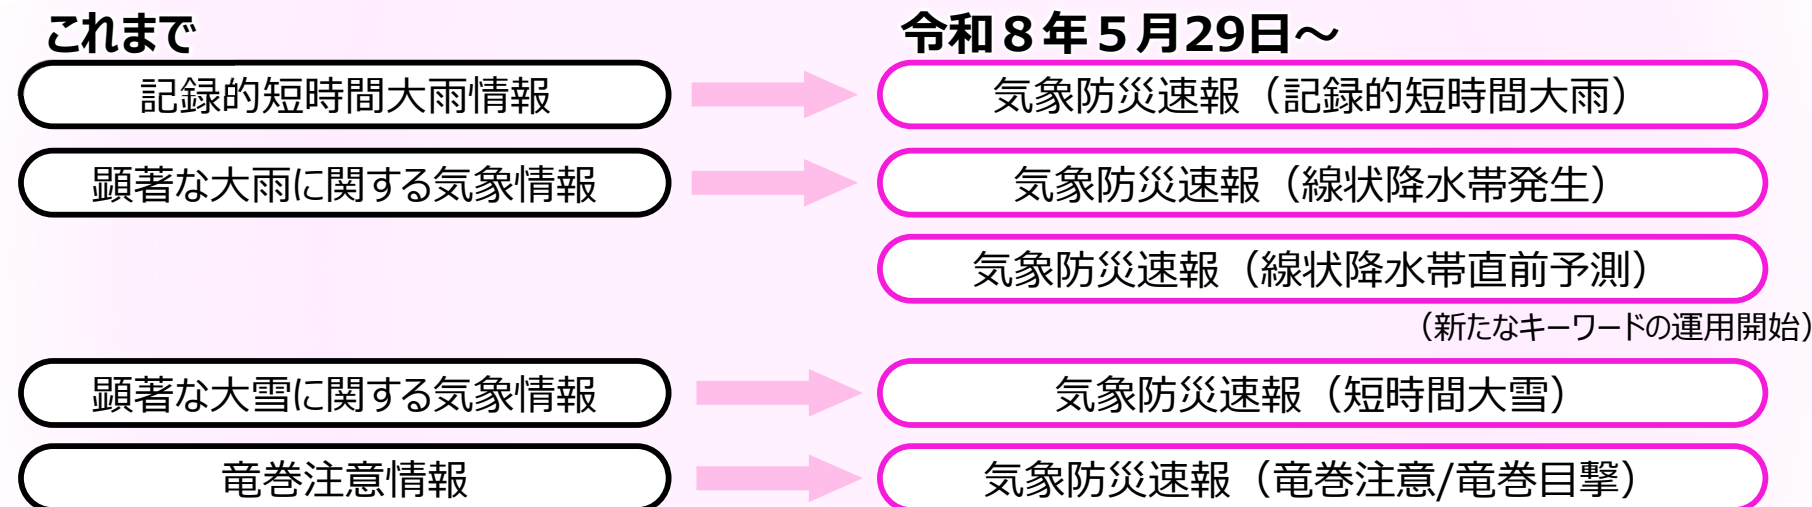 これまで
令和８年５月29日～
記録的短時間大雨情報
気象防災速報（記録的短時間大雨）
顕著な大雨に関する気象情報
気象防災速報（線状降水帯発生）
気象防災速報（線状降水帯直前予測）
（新たなキーワードの運用開始）
顕著な大雪に関する気象情報
気象防災速報（短時間大雪）
竜巻注意情報
気象防災速報（竜巻注意/竜巻目撃）